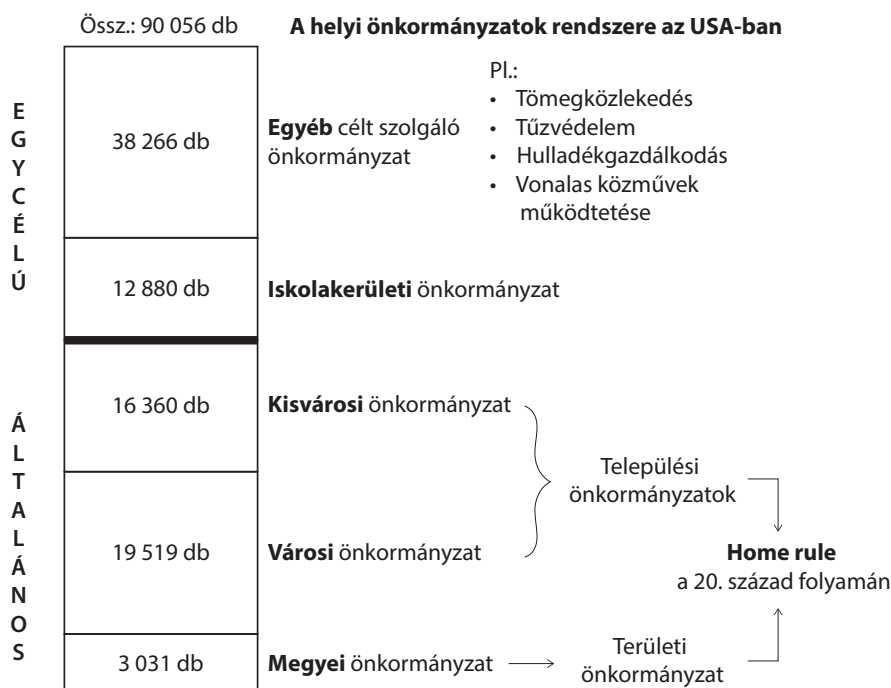 Össz.: 90 056 db
A helyi önkormányzatok rendszere az USA-ban
EGYCÉLÚ
38 266 db
Egyéb célt szolgáló
önkormányzat
Pl.:
• Tömegközlekedés
• Tűzvédelem
• Hulladékgazdálkodás
• Vonalas közművek
működtetése
12 880 db
Iskolakerületi önkormányzat
ÁLTALÁNOS
16 360 db
Kisvárosi önkormányzat
19 519 db
Városi önkormányzat
Települési
önkormányzatok
Home rule
a 20. század folyamán
3 031 db
Megyei önkormányzat
Területi
önkormányzat